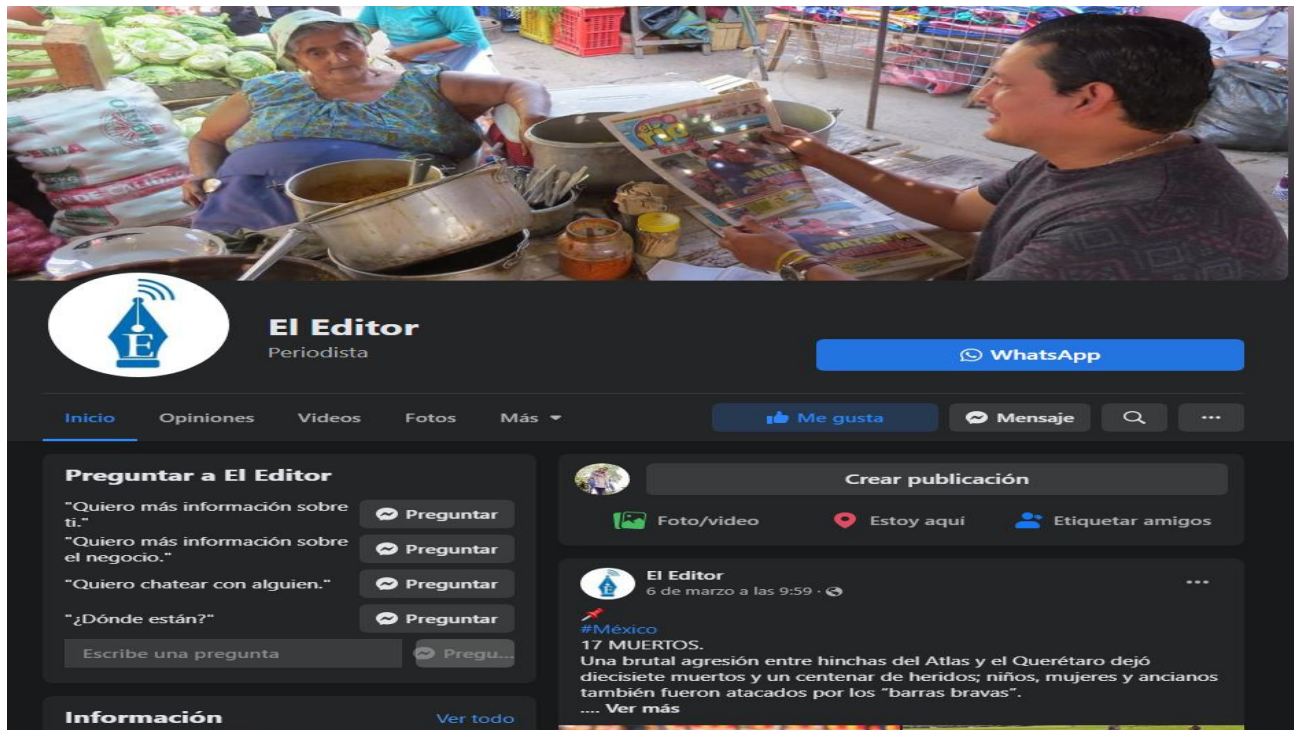 El Editor
Periodista
WhatsApp
Inicio Opiniones Videos Fotos Más
Me gusta Mensaje
Preguntar a El Editor
"Quiero más información sobre
ti."
Preguntar
"Quiero más información sobre
el negocio."
Preguntar
"Quiero chatear con alguien."
Preguntar
"¿Dónde están?"
Preguntar
Escribe una pregunta
Pregu...
Información
Ver todo
Crear publicación
Foto/video Estoy aquí Etiquetar amigos
El Editor
6 de marzo a las 9:59
#México
17 MUERTOS.
Una brutal agresión entre hinchas del Atlas y el Querétaro dejó
diecisiete muertos y un centenar de heridos; niños, mujeres y ancianos
también fueron atacados por los "barras bravas".
.... Ver más
E